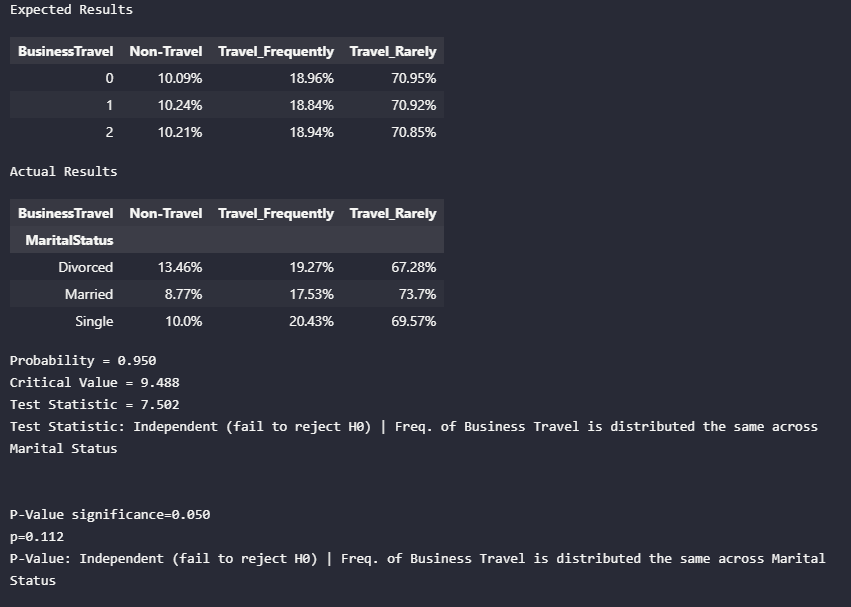 Expected Results
BusinessTravel Non-Travel Travel_Frequently Travel_Rarely
0 10.09% 18.96% 70.95%
1 10.24% 18.84% 70.92%
2 10.21% 18.94% 70.85%
Actual Results
BusinessTravel Non-Travel Travel_Frequently Travel_Rarely
MaritalStatus
Divorced 13.46% 19.27% 67.28%
Married 8.77% 17.53% 73.7%
Single 10.0% 20.43% 69.57%
Probability = 0.950
Critical Value = 9.488
Test Statistic = 7.502
Test Statistic: Independent (fail to reject H0) | Freq. of Business Travel is distributed the same across
Marital Status
P-Value significance=0.050
p=0.112
P-Value: Independent (fail to reject H0) | Freq. of Business Travel is distributed the same across Marital
Status